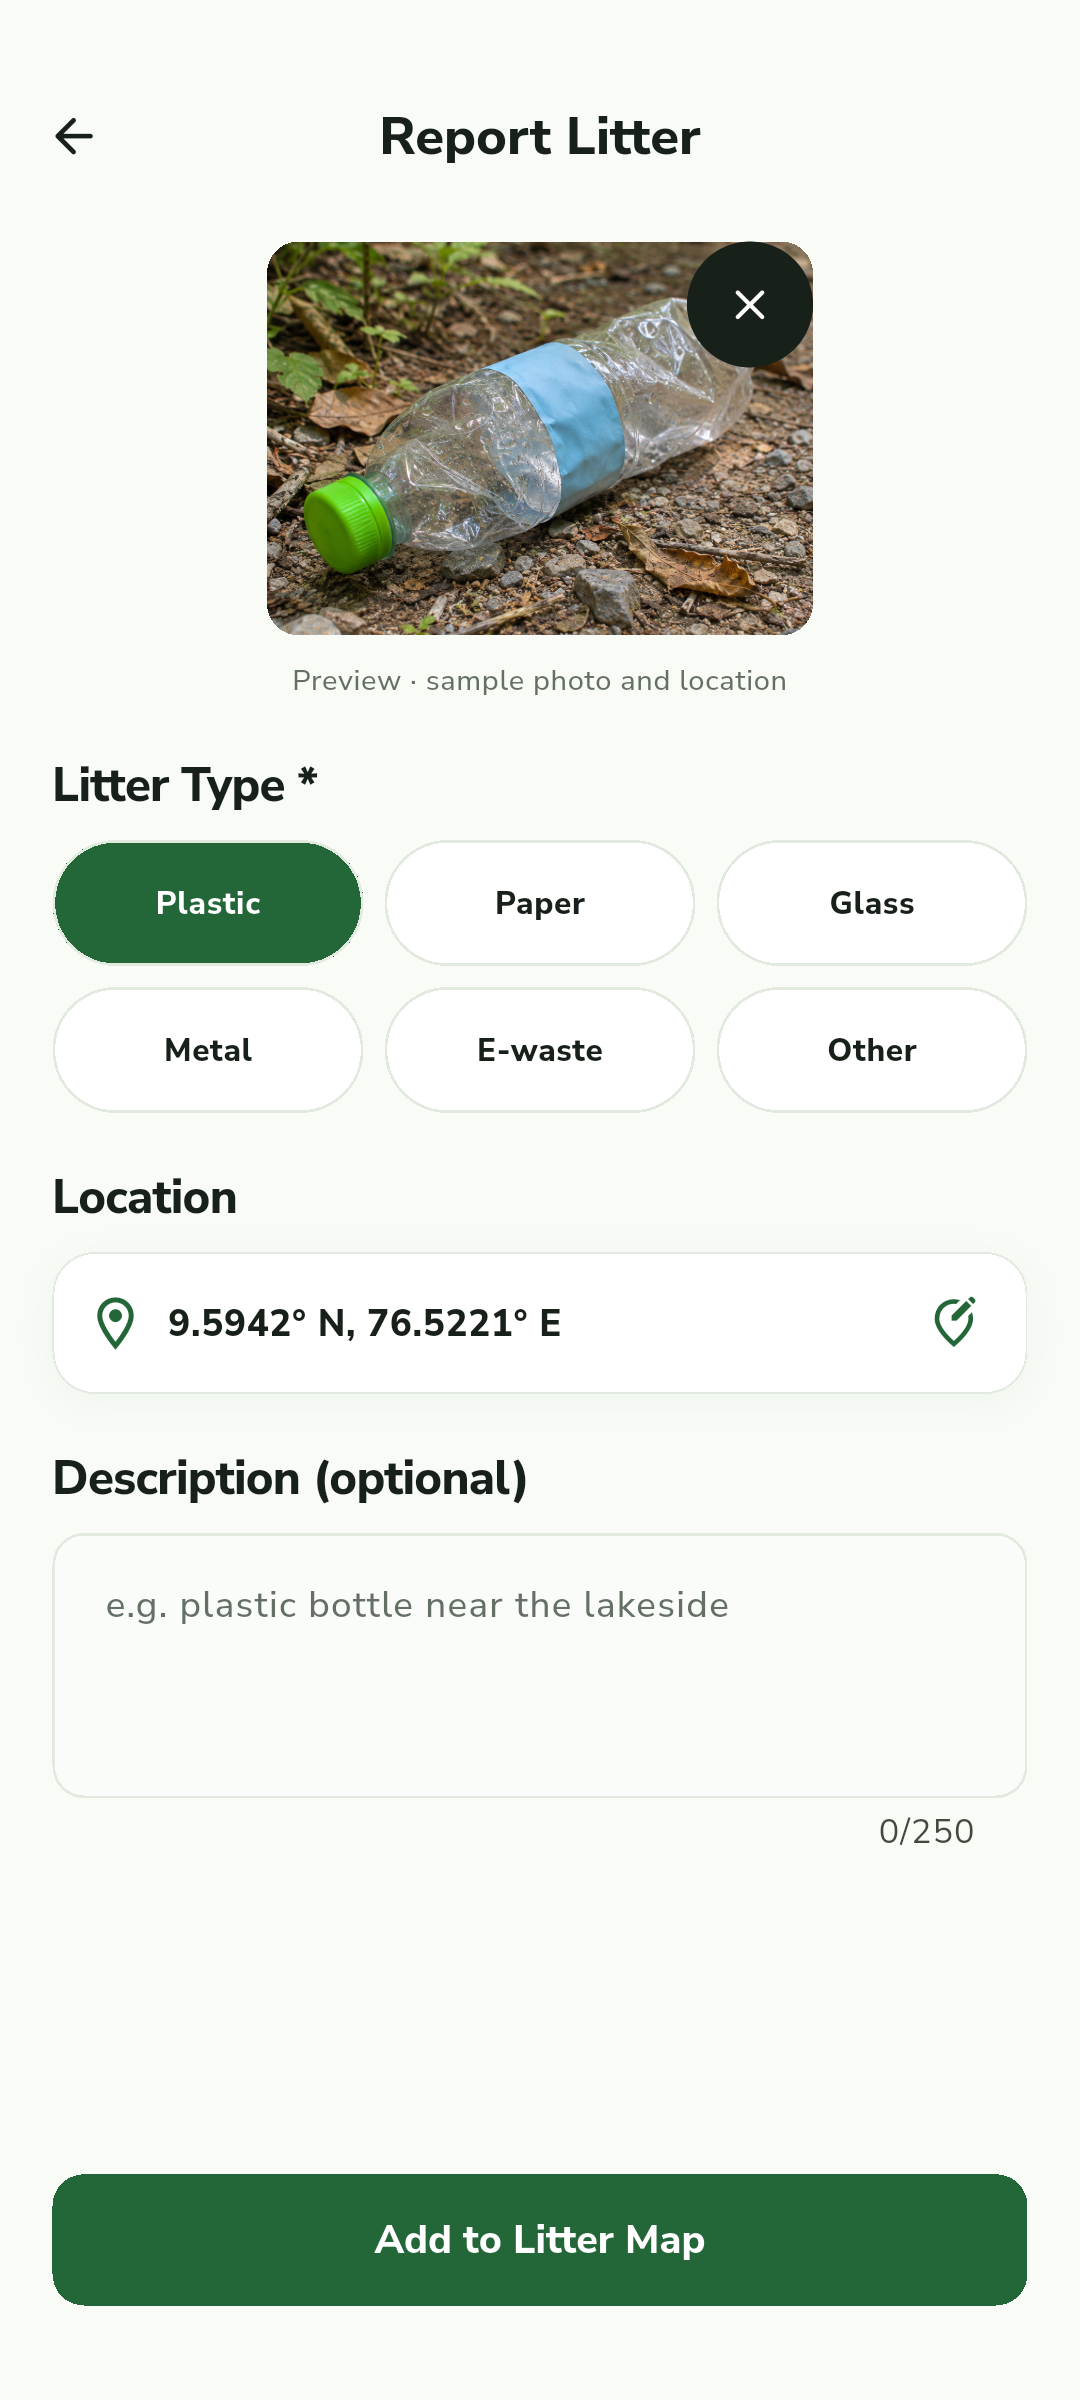 Report Litter
Preview · sample photo and location
Litter Type *
Plastic
Paper
Glass
Metal
E-waste
Other
Location
9.5942° N, 76.5221° E
Description (optional)
e.g. plastic bottle near the lakeside
0/250
Add to Litter Map